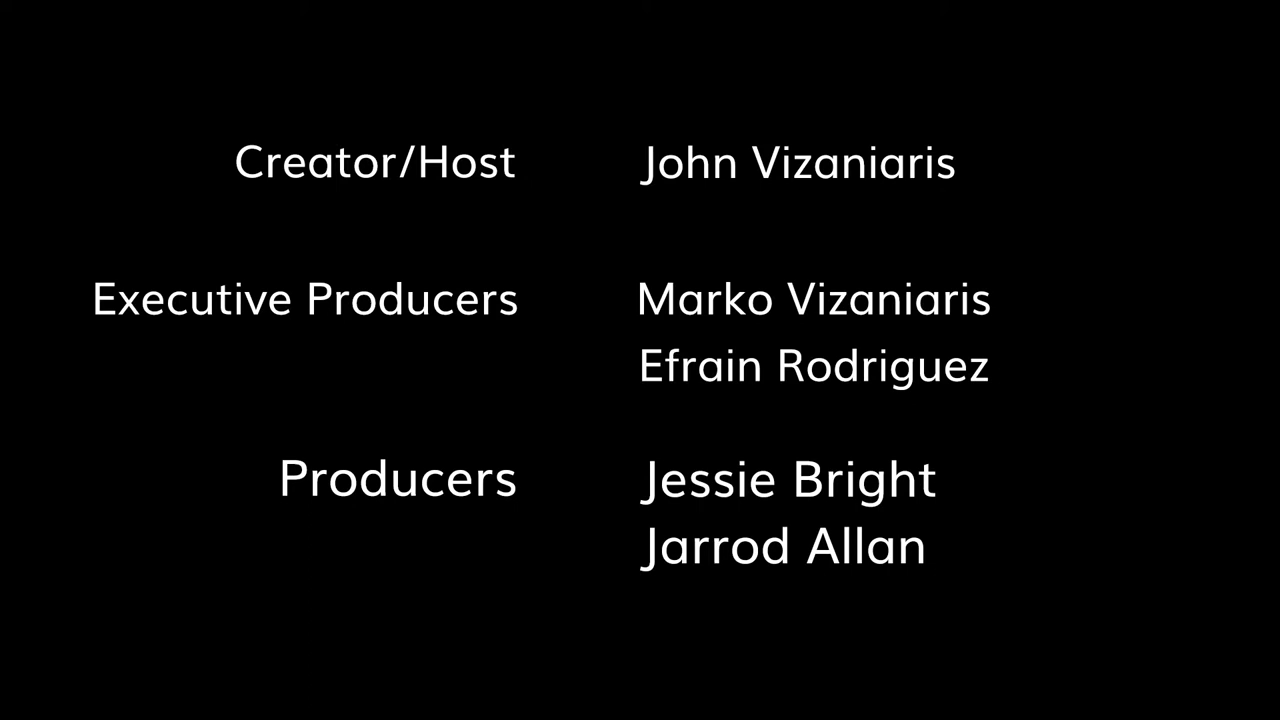 Creator/Host John Vizaniaris
Executive Producers Marko Vizaniaris
Efrain Rodriguez
Producers Jessie Bright
Jarrod Allan